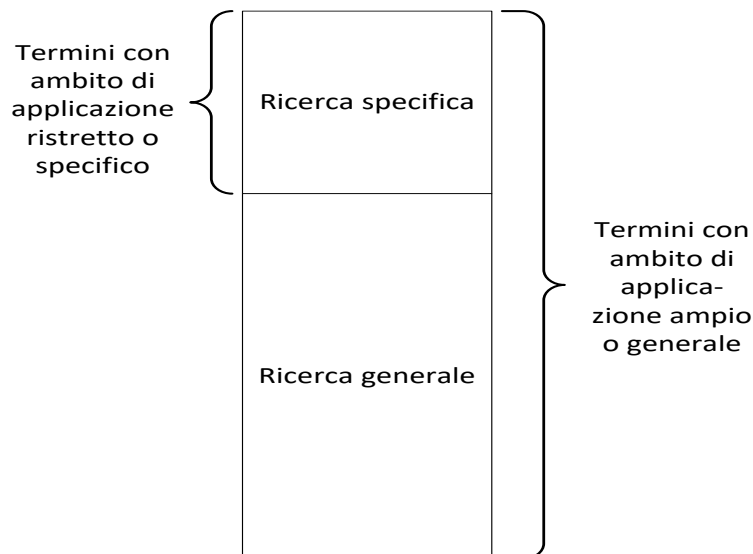 Termini con
ambito di
applicazione
ristretto o
specifico
Ricerca specifica
Termini con
ambito di
applica-
zione ampio
o generale
Ricerca generale